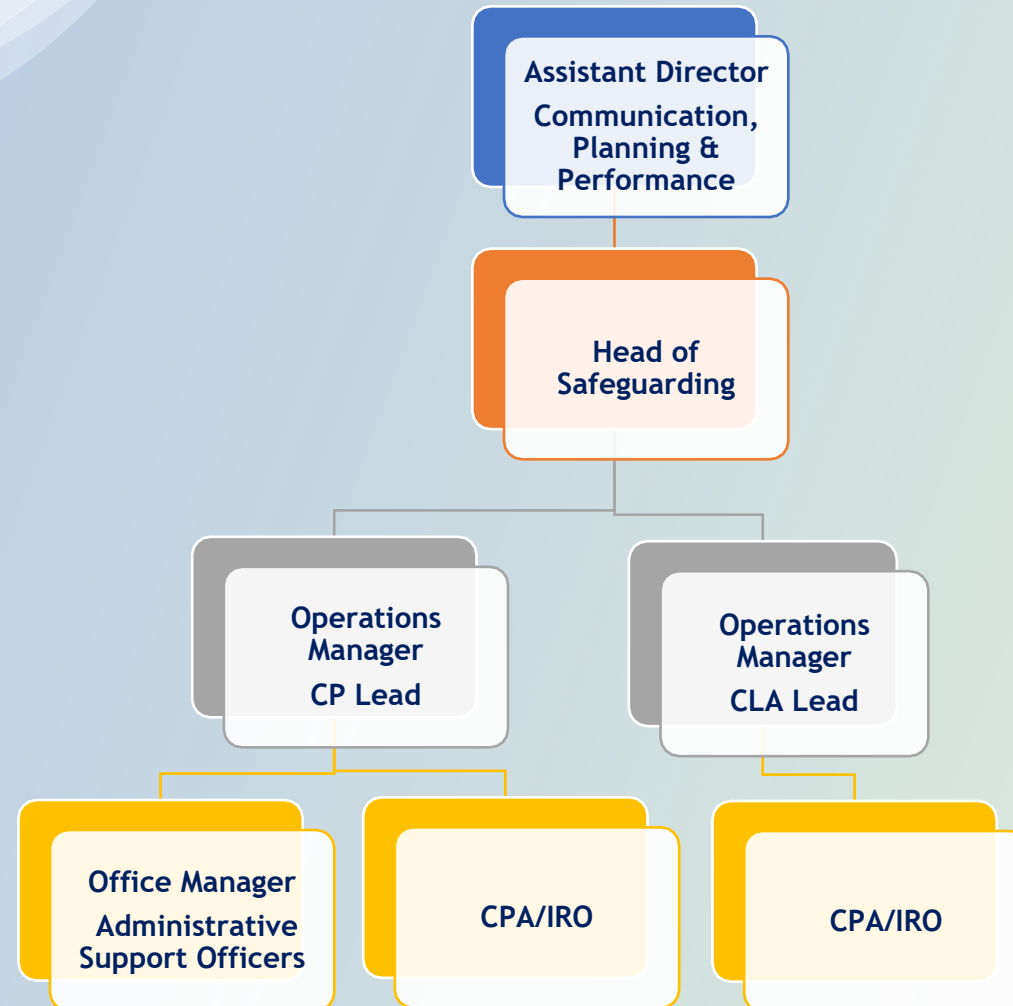 Assistant Director
Communication,
Planning &
Performance
Head of
Safeguarding
Operations
Manager
CP Lead
Operations
Manager
CLA Lead
Office Manager
Administrative
Support Officers
CPA/IRO
CPA/IRO